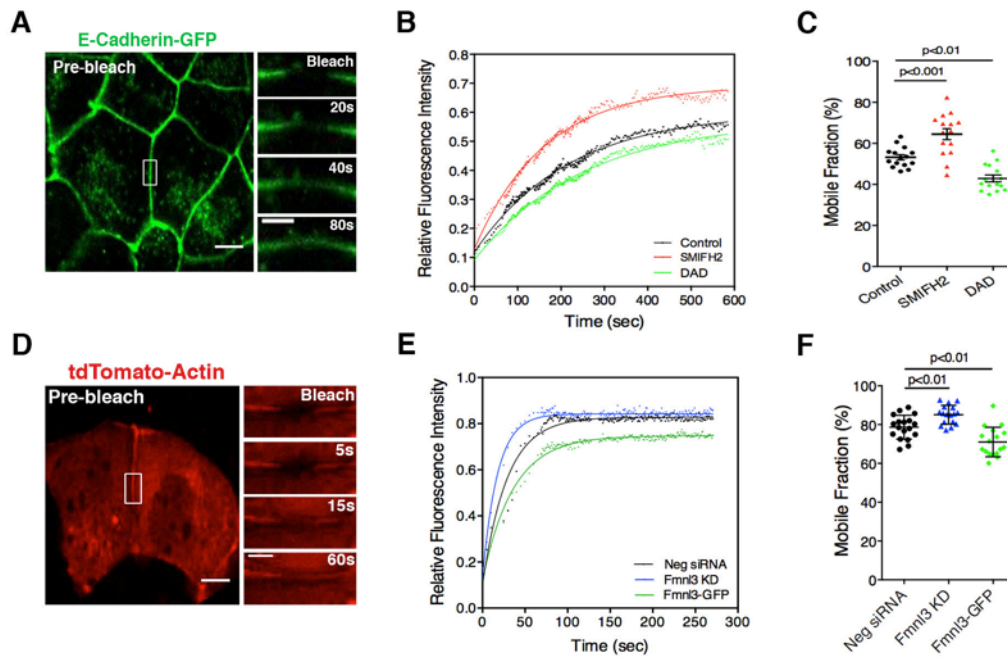 A
E-Cadherin-GFP
Pre-bleach
Bleach
20s
40s
80s
B
Relative Fluorescence Intensity
0.8
0.7
0.6
0.5
0.4
0.3
0.2
0.1
0.0
0 100 200 300 400 500 600
Time (sec)
Control
SMIFH2
DAD
C
p<0.01
p<0.001
Mobile Fraction (%)
100
80
60
40
20
0
Control
SMIFH2
DAD
D
tdTomato-Actin
Pre-bleach
Bleach
5s
15s
60s
E
Relative Fluorescence Intensity
1.0
0.8
0.6
0.4
0.2
0.0
0 50 100 150 200 250 300
Time (sec)
Neg siRNA
Fmnl3 KD
Fmnl3-GFP
F
p<0.01
p<0.01
Mobile Fraction (%)
100
80
60
40
20
0
Neg siRNA
Fmnl3 KD
Fmnl3-GFP